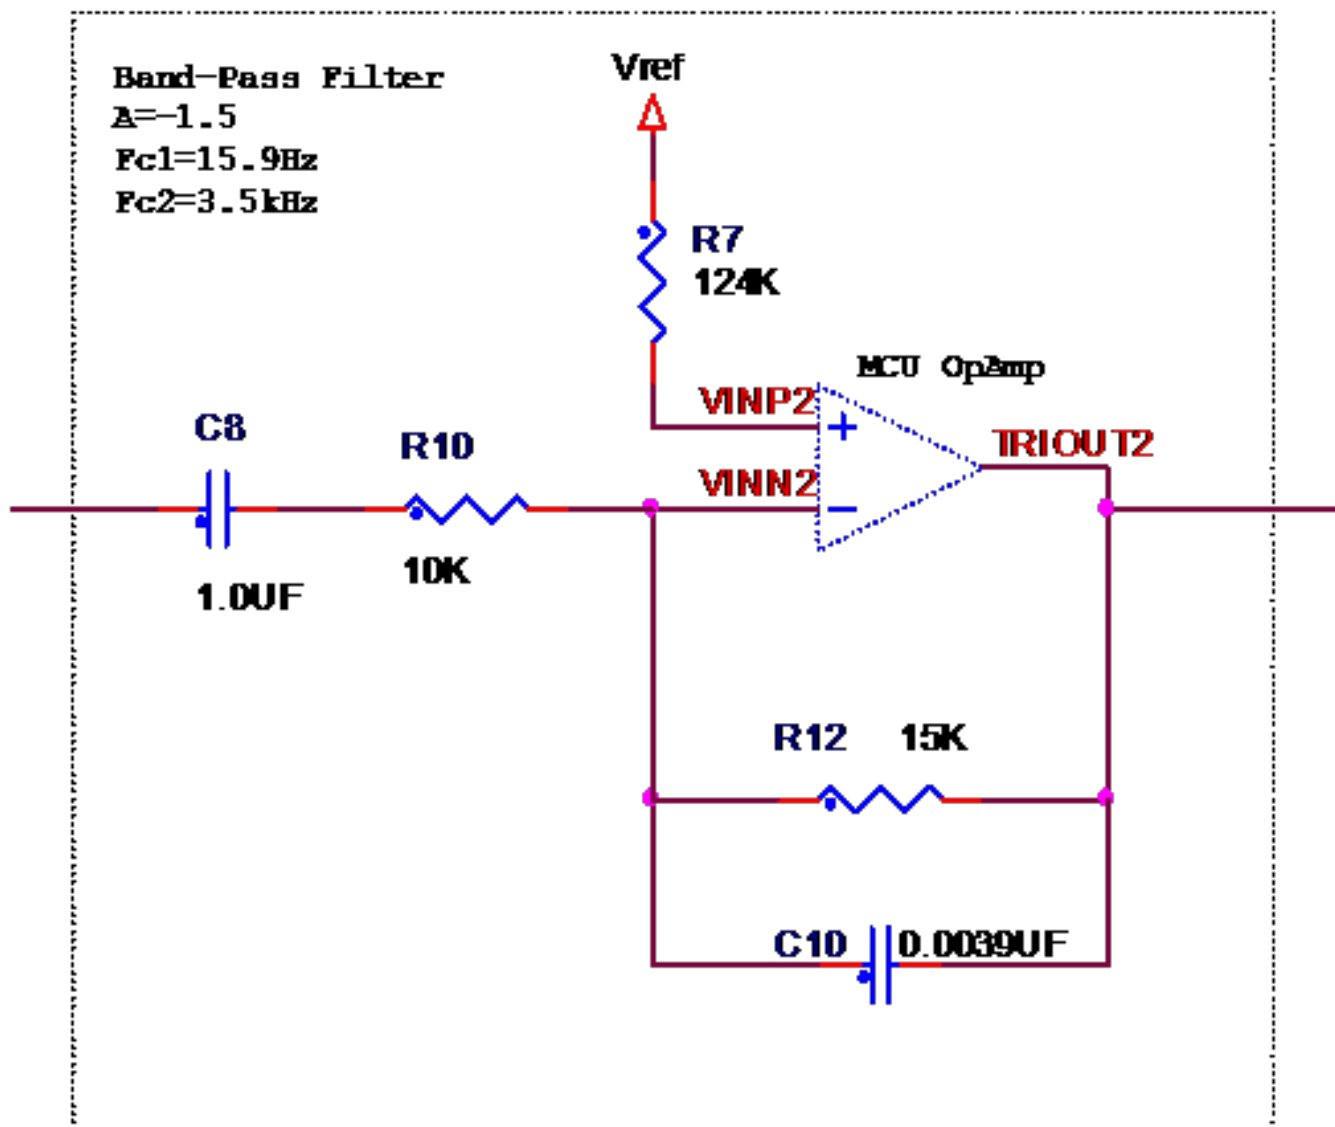 Band-Pass Filter
A=-1.5
Fc1=15.9Hz
Fc2=3.5kHz
Vref
R7
124K
MCU OpAmp
VINP2
+
TRIOUT2
C8
R10
VINN2
-
10K
1.0UF
R12 15K
C10 0.0039UF